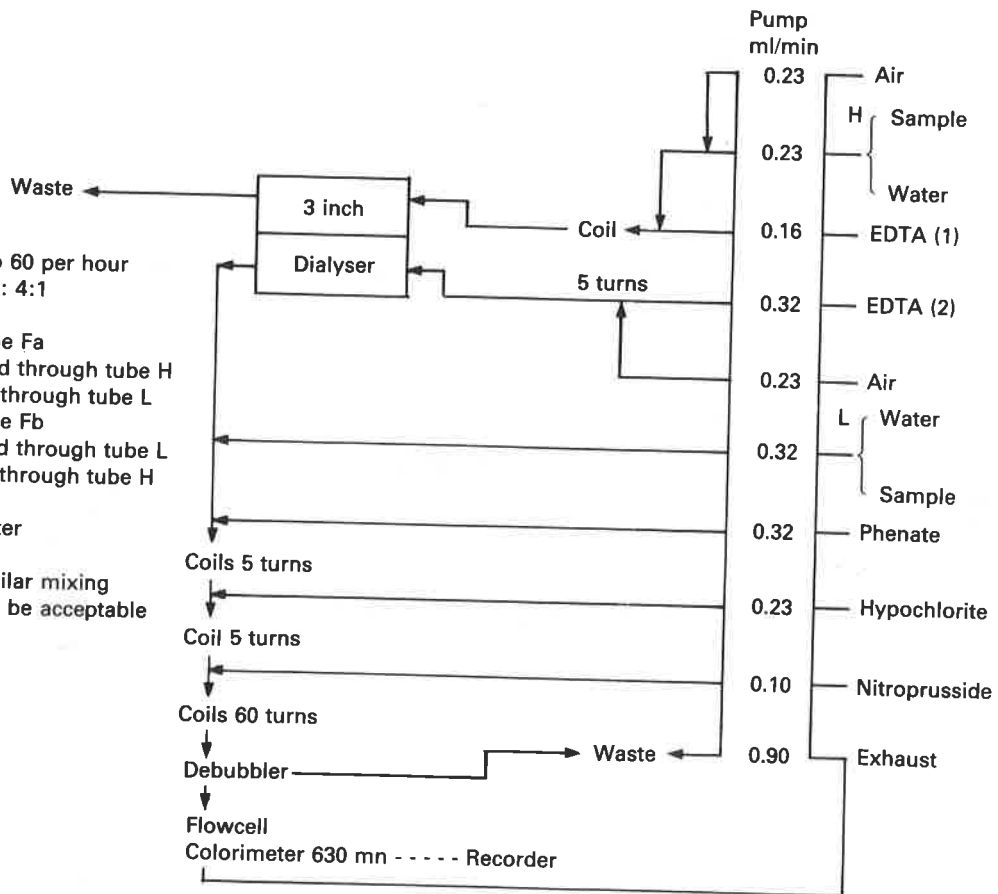 Pump
ml/min
0.23 Air
H Sample
0.23
Water
Waste
3 inch
Coil
0.16 EDTA (1)
60 per hour
Dialyser
: 4:1
5 turns
0.32 EDTA (2)
Fa
through tube H
0.23 Air
through tube L
Fb
L Water
through tube L
0.32
through tube H
Sample
0.32 Phenate
Coils 5 turns
mixing
be acceptable
0.23 Hypochlorite
Coil 5 turns
0.10 Nitroprusside
Coils 60 turns
Waste 0.90 Exhaust
Debubbler
Flowcell
Colorimeter 630 mn - - - - - Recorder